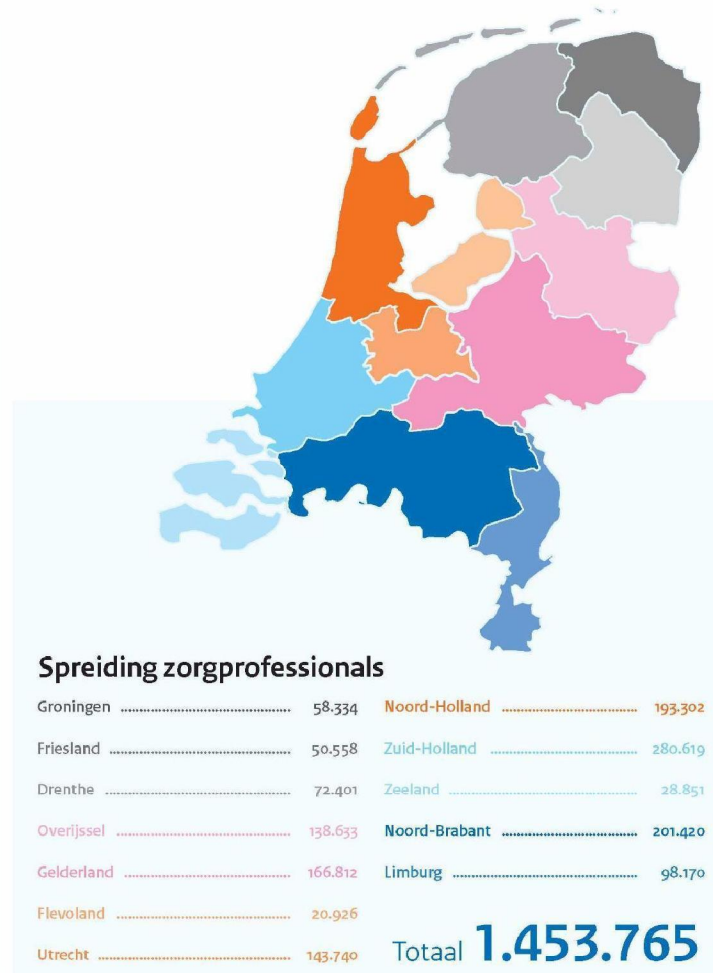 Spreiding zorgprofessionals
Groningen 58.334
Friesland 50.558
Drenthe 72.401
Overijssel 138.633
Gelderland 166.812
Flevoland 20.926
Utrecht 143.740
Noord-Holland 193.302
Zuid-Holland 280.619
Zeeland 28.851
Noord-Brabant 201.420
Limburg 98.170
Totaal 1.453.765